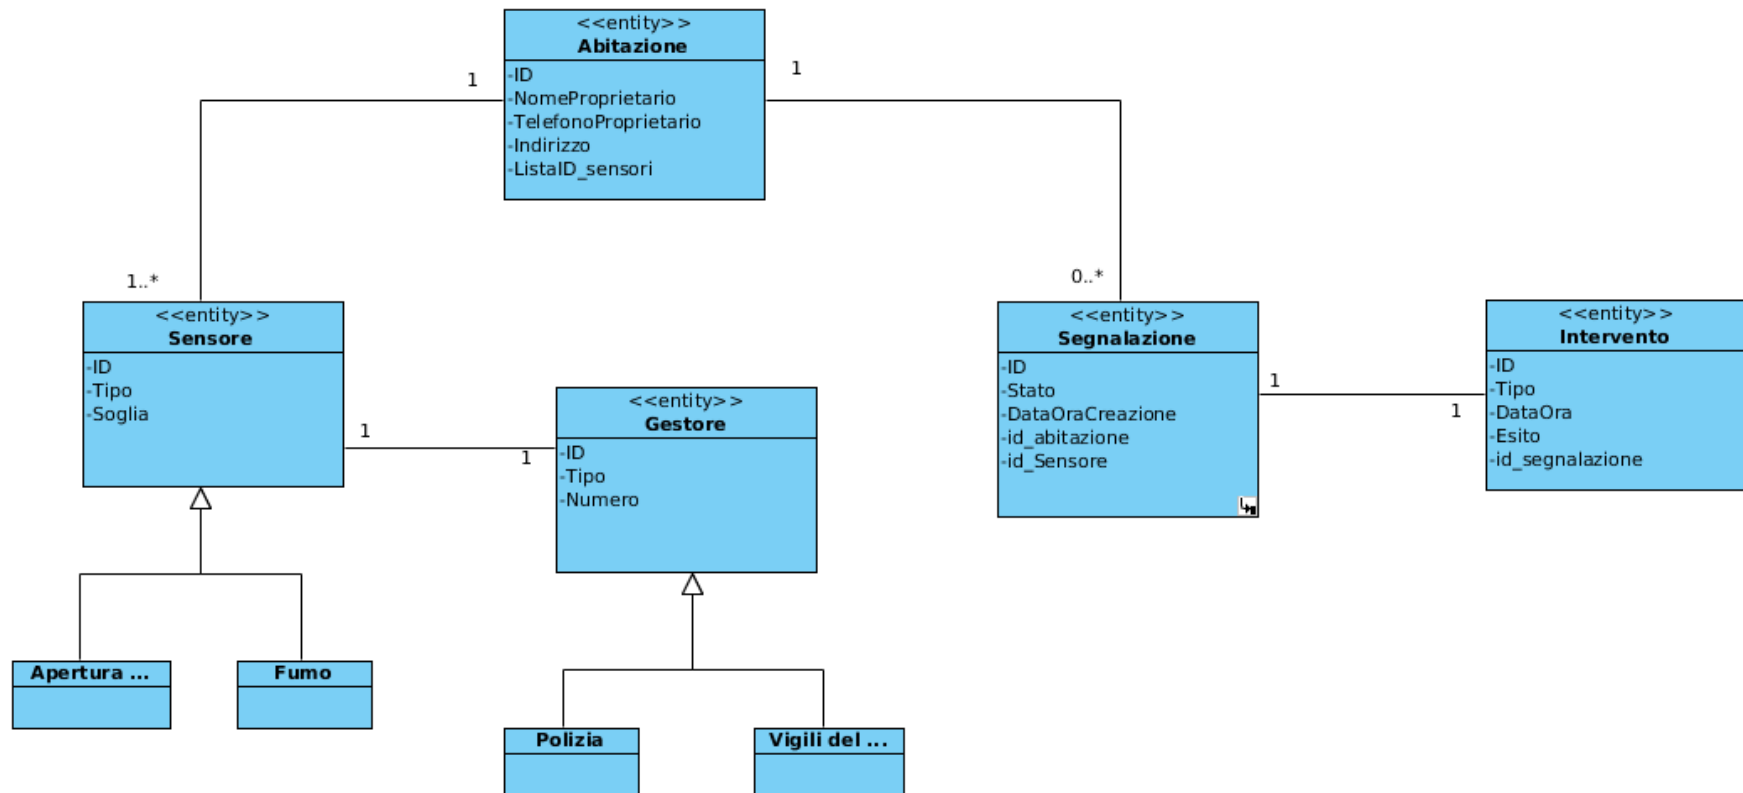 <<entity>>
Abitazione
-ID
-NomeProprietario
-TelefonoProprietario
-Indirizzo
-ListaID_sensori
1
1
1..*
0..*
<<entity>>
Sensore
-ID
-Tipo
-Soglia
1
1
<<entity>>
Gestore
-ID
-Tipo
-Numero
<<entity>>
Segnalazione
-ID
-Stato
-DataOraCreazione
-id_abitazione
-id_Sensore
1
1
<<entity>>
Intervento
-ID
-Tipo
-DataOra
-Esito
-id_segnalazione
Apertura ...
Fumo
Polizia
Vigili del ...